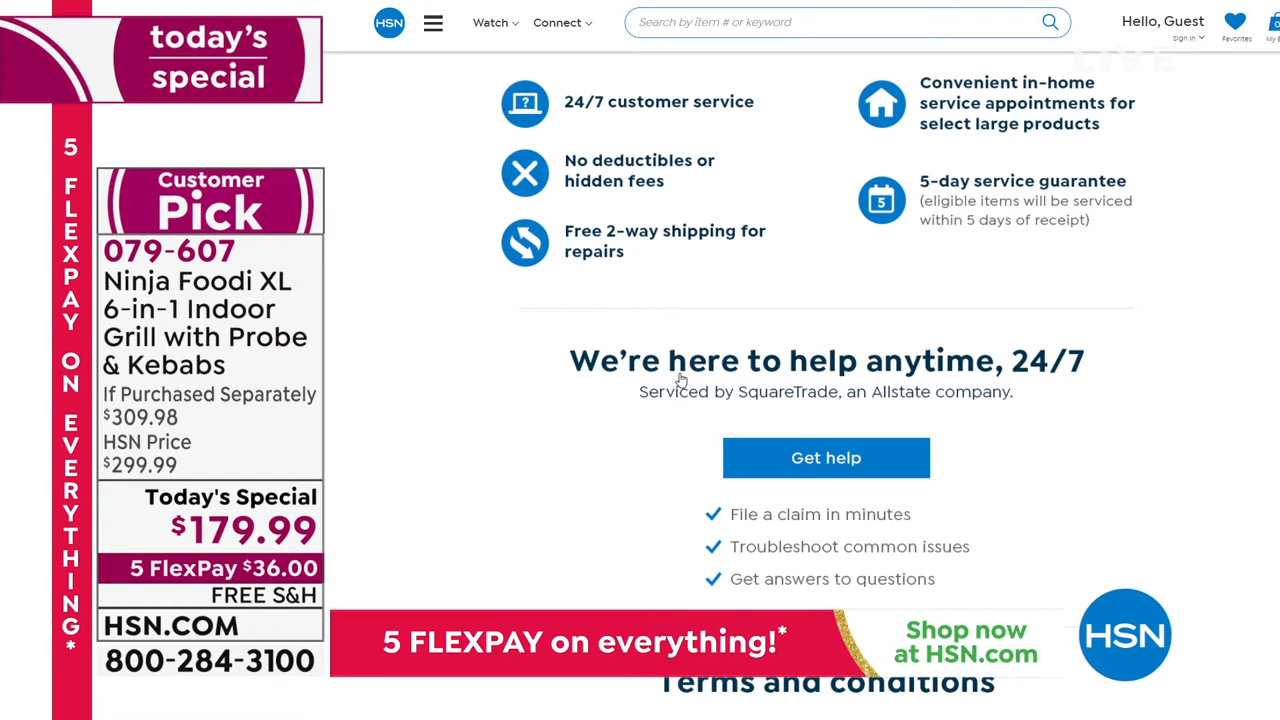 today's
special
5 FLEXPAY ON EVERYTHING*
Customer
Pick
079-607
Ninja Foodi XL
6-in-1 Indoor
Grill with Probe
& Kebabs
If Purchased Separately
$309.98
HSN Price
$299.99
Today's Special
$179.99
5 FlexPay $36.00
FREE S&H
HSN.COM
800-284-3100
HSN
Watch
Connect
Search by item # or keyword
Hello, Guest
Sign In
Favorites
LIVE
24/7 customer service
No deductibles or
hidden fees
Free 2-way shipping for
repairs
Convenient in-home
service appointments for
select large products
5
5-day service guarantee
(eligible items will be serviced
within 5 days of receipt)
We're here to help anytime, 24/7
Serviced by SquareTrade, an Allstate company.
Get help
File a claim in minutes
Troubleshoot common issues
Get answers to questions
5 FLEXPAY on everything!*
Shop now
at HSN.com
HSN
Terms and conditions